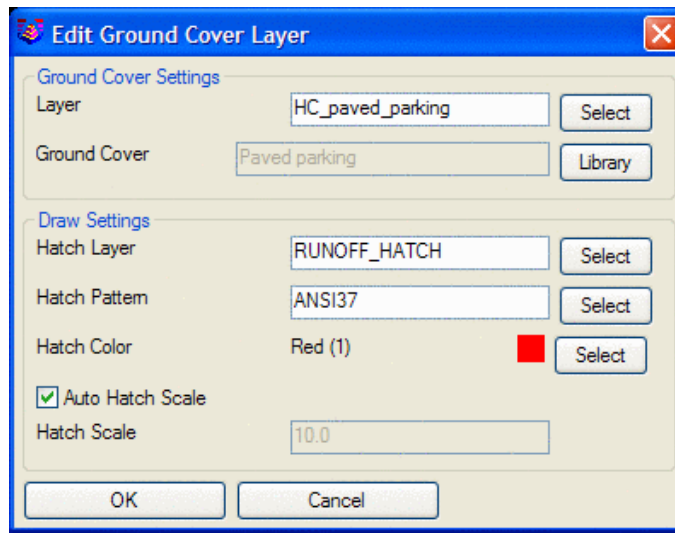 Edit Ground Cover Layer
Ground Cover Settings
Layer HC_paved_parking Select
Ground Cover Paved parking Library
Draw Settings
Hatch Layer RUNOFF_HATCH Select
Hatch Pattern ANSI37 Select
Hatch Color Red (1) Select
Auto Hatch Scale
Hatch Scale 10.0
OK Cancel